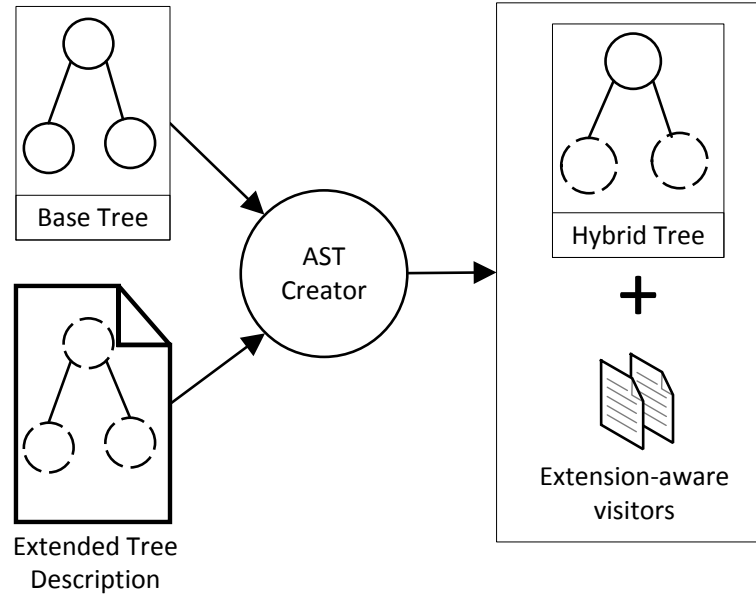 Base Tree
Extended Tree
Description
AST
Creator
Hybrid Tree
+
Extension-aware
visitors